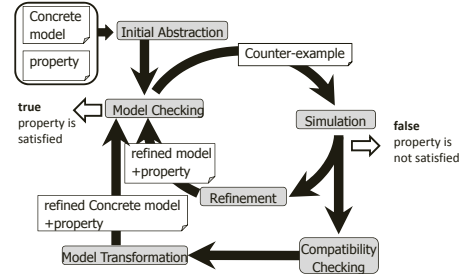 Concrete
model
property
Initial Abstraction
Counter-example
true
property is
satisfied
Model Checking
Simulation
false
property is
not satisfied
refined model
+property
Refinement
refined Concrete model
+property
Model Transformation
Compatibility
Checking